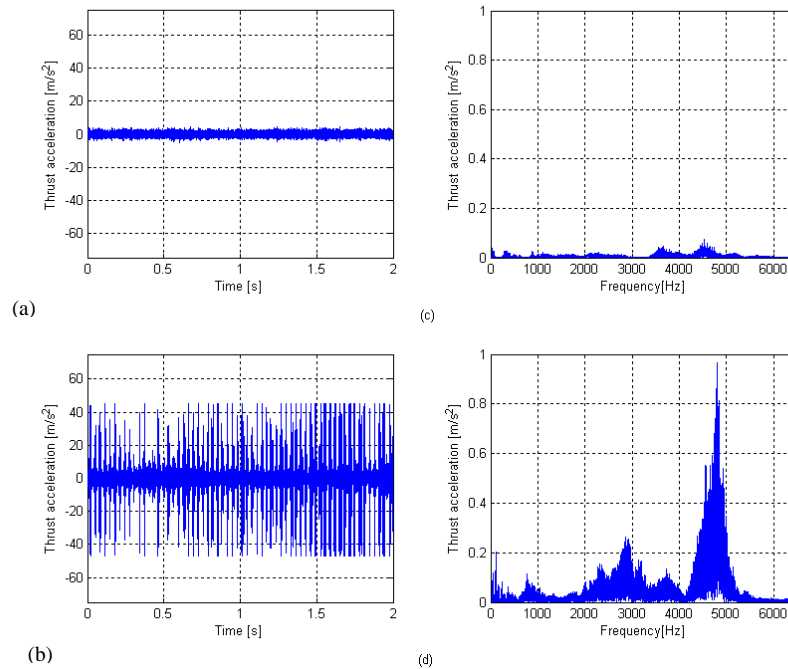 60
40
20
0
-20
-40
-60
Thrust acceleration [m/s²]
0 0.5 1 1.5 2
Time [s]
(a)
1
0.8
0.6
0.4
0.2
0
Thrust acceleration [m/s²]
0 1000 2000 3000 4000 5000 6000
Frequency[Hz]
(c)
60
40
20
0
-20
-40
-60
Thrust acceleration [m/s²]
0 0.5 1 1.5 2
Time [s]
(b)
1
0.8
0.6
0.4
0.2
0
Thrust acceleration [m/s²]
0 1000 2000 3000 4000 5000 6000
Frequency[Hz]
(d)